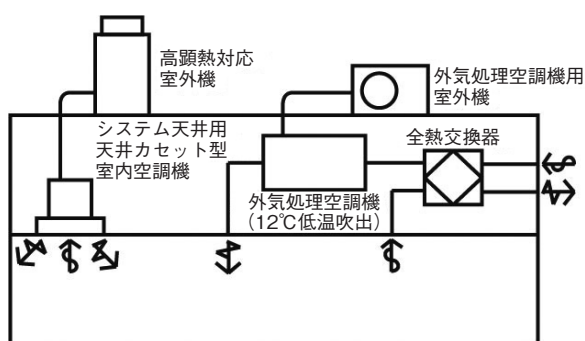 高顕熱対応
室外機
外気処理空調機用
室外機
システム天井用
天井カセット型
室内空調機
全熱交換器
外気処理空調機
(12℃低温吹出)